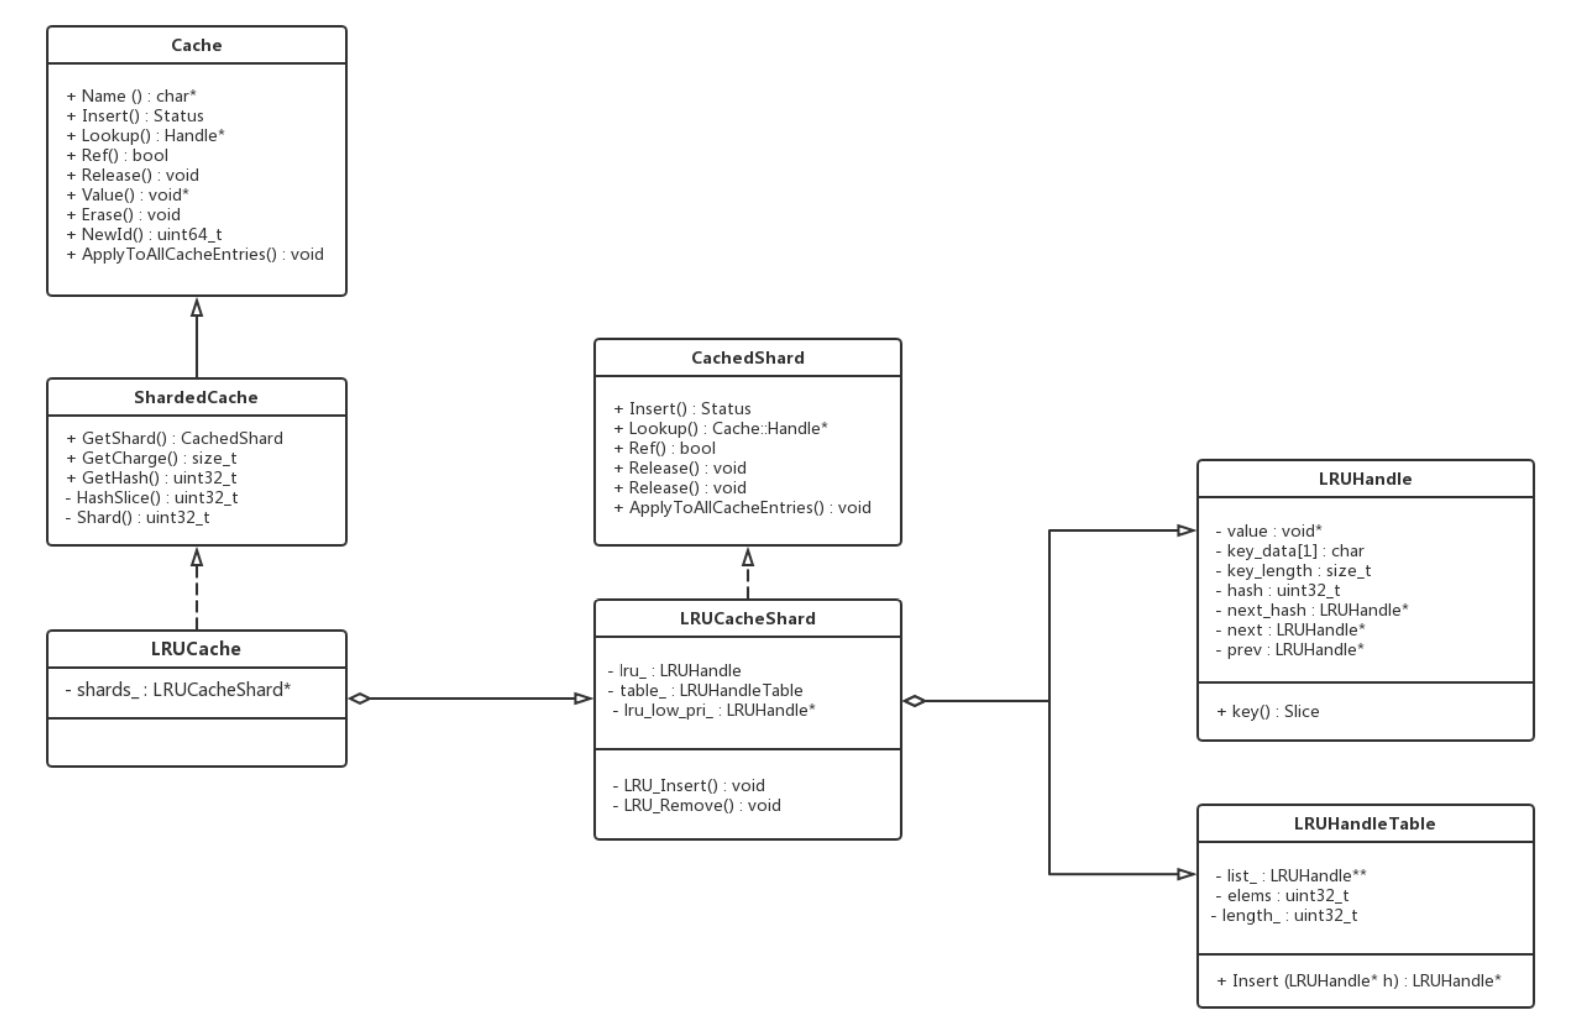 Cache
+ Name () : char*
+ Insert() : Status
+ Lookup() : Handle*
+ Ref() : bool
+ Release() : void
+ Value() : void*
+ Erase() : void
+ NewId() : uint64_t
+ ApplyToAllCacheEntries() : void
ShardedCache
+ GetShard() : CachedShard
+ GetCharge() : size_t
+ GetHash() : uint32_t
- HashSlice() : uint32_t
- Shard() : uint32_t
LRUCache
- shards_ : LRUCacheShard*
CachedShard
+ Insert() : Status
+ Lookup() : Cache::Handle*
+ Ref() : bool
+ Release() : void
+ Release() : void
+ ApplyToAllCacheEntries() : void
LRUCacheShard
- lru_ : LRUHandle
- table_ : LRUHandleTable
- lru_low_pri_ : LRUHandle*
- LRU_Insert() : void
- LRU_Remove() : void
LRUHandle
- value : void*
- key_data[1] : char
- key_length : size_t
- hash : uint32_t
- next_hash : LRUHandle*
- next : LRUHandle*
- prev : LRUHandle*
+ key() : Slice
LRUHandleTable
- list_ : LRUHandle**
- elems : uint32_t
- length_ : uint32_t
+ Insert (LRUHandle* h) : LRUHandle*